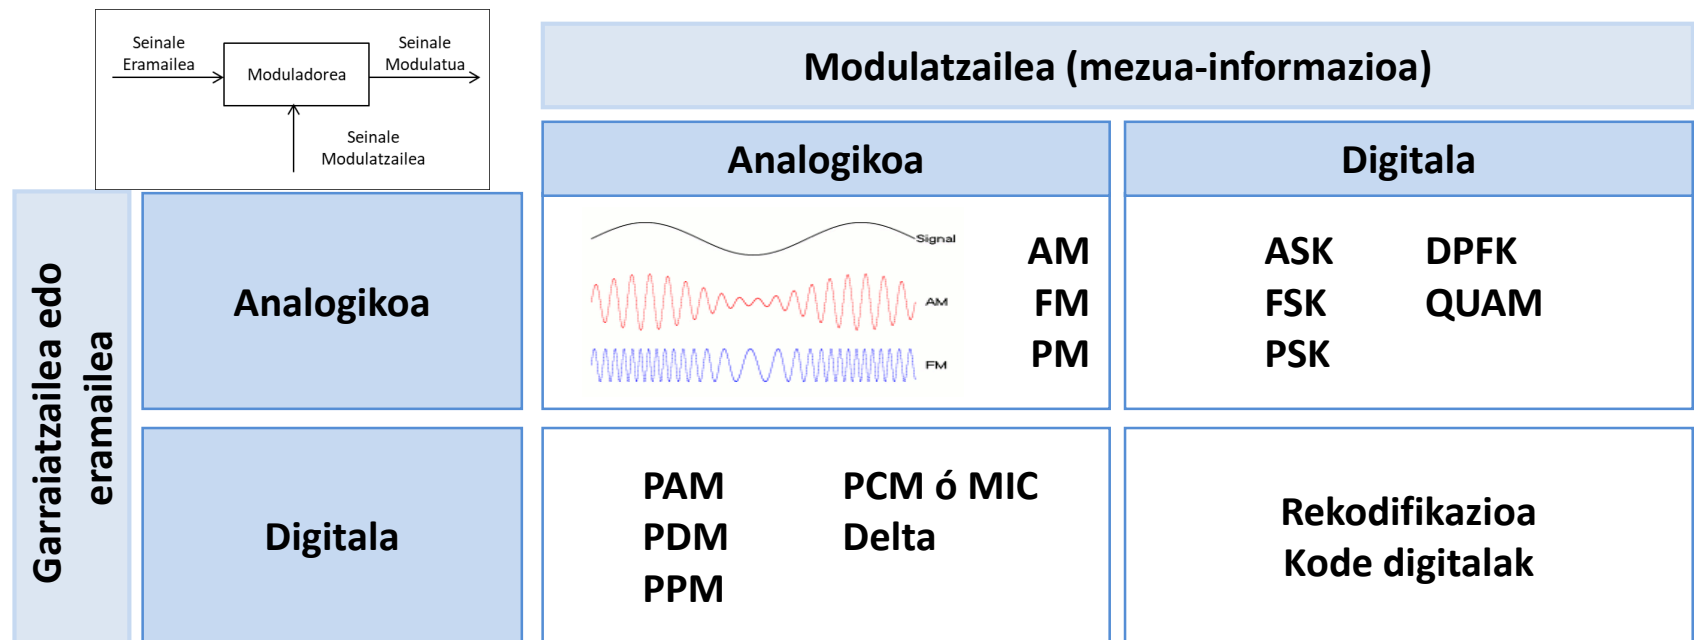 Seinale
Eramailea
Moduladorea
Seinale
Modulatua
Seinale
Modulatzailea
Modulatzailea (mezua-informazioa)
Analogikoa
Digitala
Garraiatzailea edo
eramailea
Analogikoa
Signal
AM
FM
AM
FM
PM
ASK
FSK
PSK
DPFK
QUAM
Digitala
PAM
PDM
PPM
PCM ó MIC
Delta
Rekodifikazioa
Kode digitalak